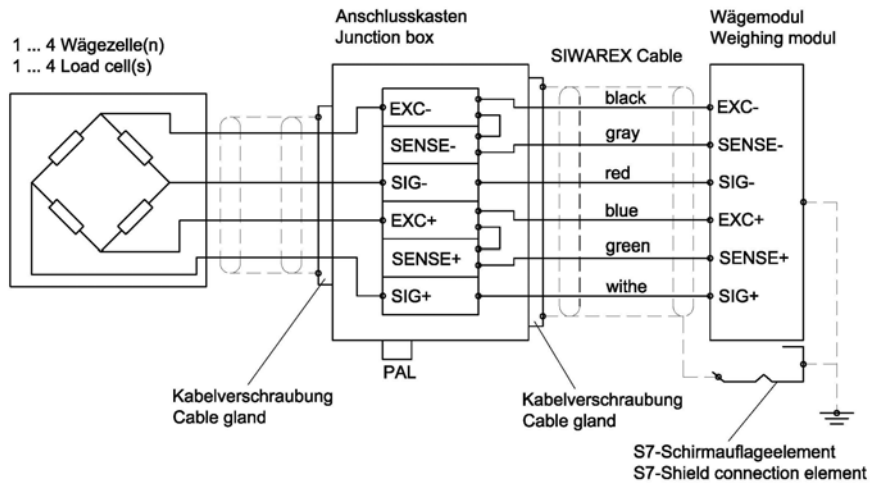 1 ... 4 Wägezelle(n)
1 ... 4 Load cell(s)
Anschlusskasten
Junction box
SIWAREX Cable
Wägemodul
Weighing modul
EXC-
SENSE-
SIG-
EXC+
SENSE+
SIG+
black
gray
red
blue
green
withe
EXC-
SENSE-
SIG-
EXC+
SENSE+
SIG+
PAL
Kabelverschraubung
Cable gland
Kabelverschraubung
Cable gland
S7-Schirmauflageelement
S7-Shield connection element